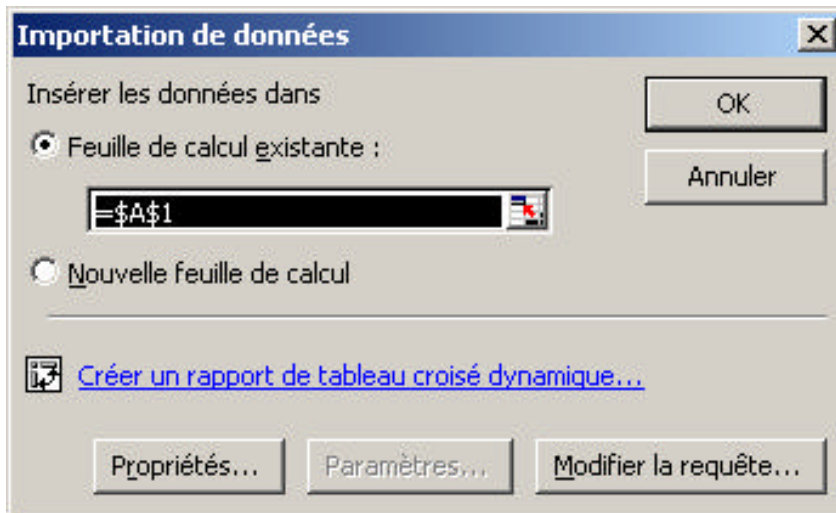 Importation de données
Insérer les données dans
OK
Feuille de calcul existante :
Annuler
=$A$1
Nouvelle feuille de calcul
Créer un rapport de tableau croisé dynamique...
Propriétés... Paramètres... Modifier la requête...